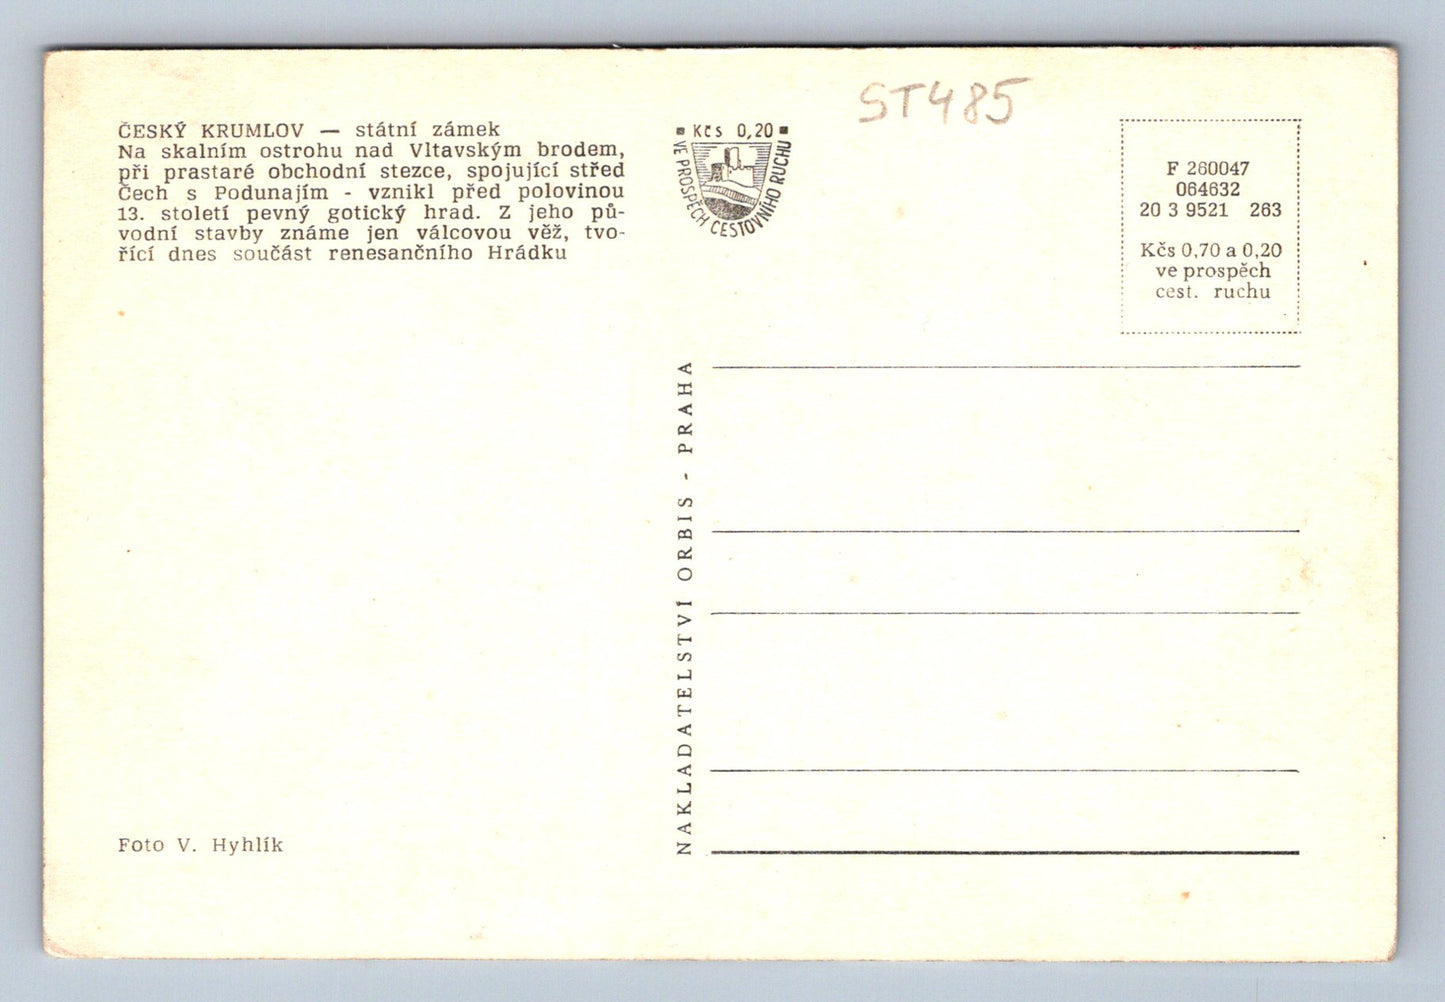 ČESKÝ KRUMLOV — státní zámek
Na skalním ostrohu nad Vltavským brodem,
při prastaré obchodní stezce, spojující střed
Čech s Podunajím - vznikl před polovinou
13. století pevný gotický hrad. Z jeho pů-
vodní stavby známe jen válcovou věž, tvo-
řící dnes součást renesančního Hrádku
Foto V. Hyhlík
Kčs 0,20
VE PROSPĚCH CESTOVNÍHO RUCHU
NAKLADATELSTVÍ ORBIS - PRAHA
ST485
F 260047
064632
20 3 9521 263
Kčs 0,70 a 0,20
ve prospěch
cest. ruchu